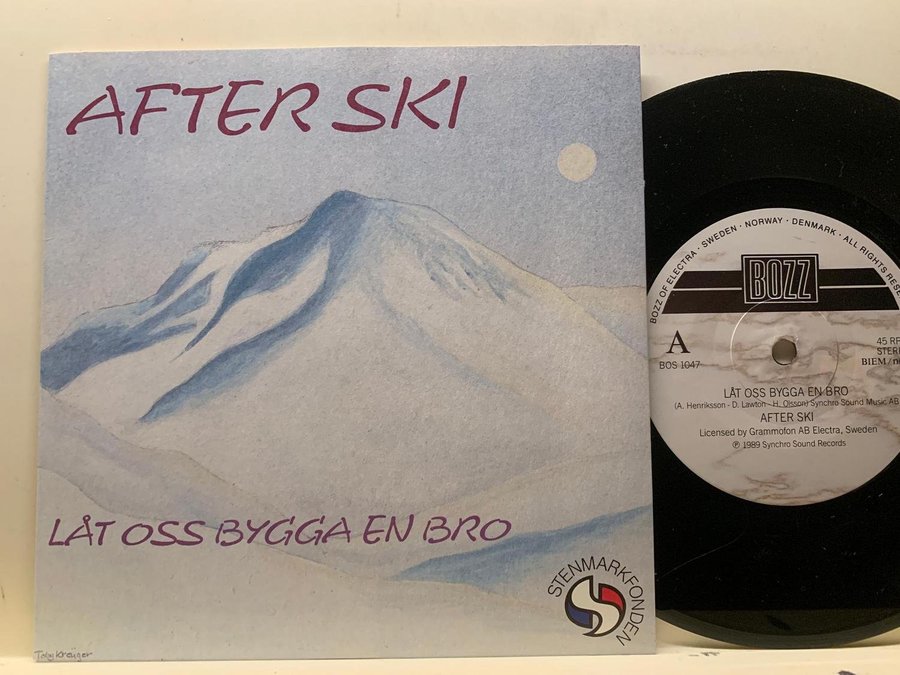 AFTER SKI
LÅT OSS BYGGA EN BRO
STENMARKFONDEN
Toby Kreüger
BOZZ OF ELECTRA · SWEDEN · NORWAY · DENMARK · ALL RIGHTS RESE
BOZZ
A
BOS 1047
45 RP
STERE
BIEM/n
LÅT OSS BYGGA EN BRO
(A. Henriksson - D. Lawton - H. Olsson) Synchro Sound Music AB
AFTER SKI
Licensed by Grammofon AB Electra, Sweden
℗ 1989 Synchro Sound Records